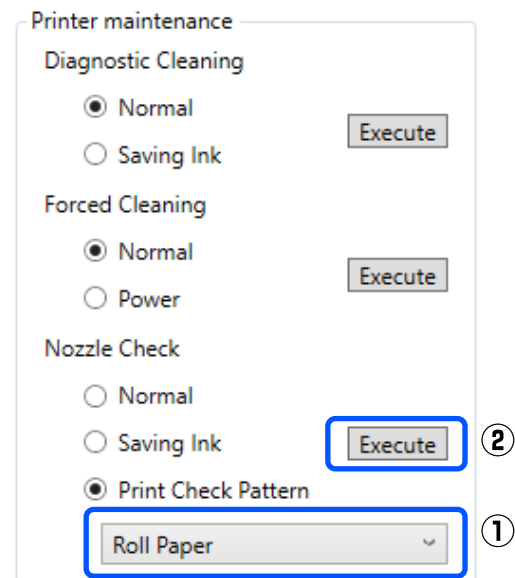 Printer maintenance
Diagnostic Cleaning
Normal
Execute
Saving Ink
Forced Cleaning
Normal
Execute
Power
Nozzle Check
Normal
Saving Ink
Execute
②
Print Check Pattern
Roll Paper
①